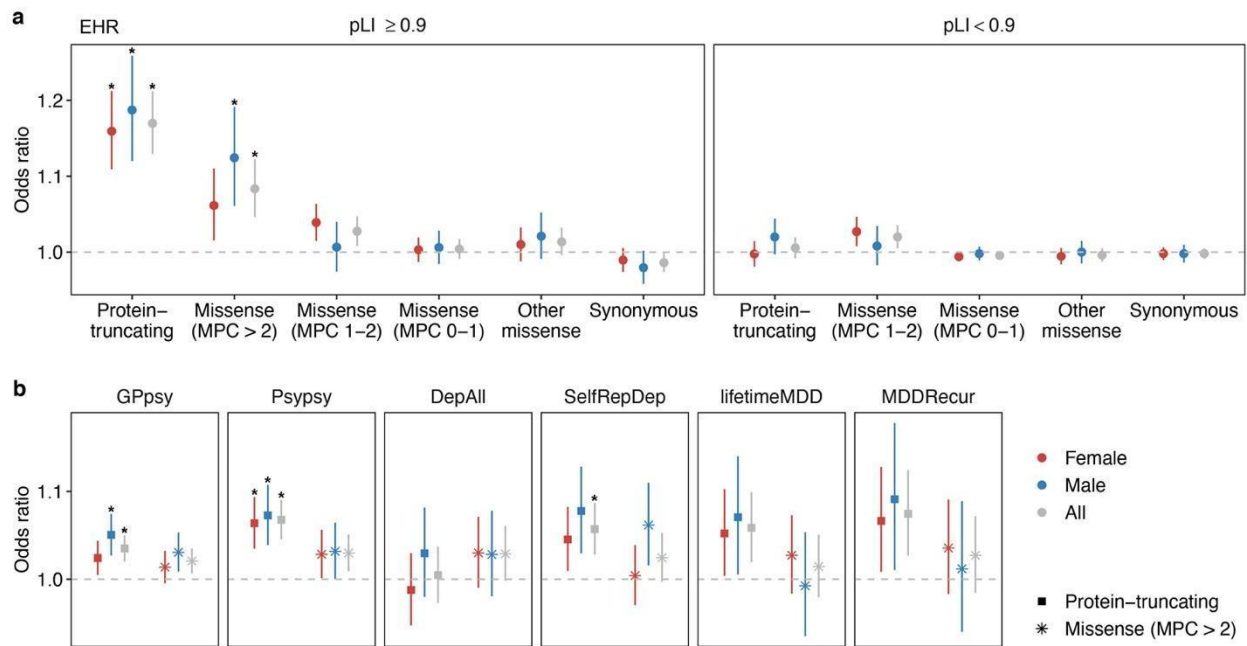 a
EHR
pLI ≥ 0.9
pLI < 0.9
Odds ratio
1.2
1.1
1.0
* * *
* *
Protein−
truncating
Missense
(MPC > 2)
Missense
(MPC 1−2)
Missense
(MPC 0−1)
Other
missense
Synonymous
Protein−
truncating
Missense
(MPC 1−2)
Missense
(MPC 0−1)
Other
missense
Synonymous
b
GPpsy
Psypsy
DepAll
SelfRepDep
lifetimeMDD
MDDRecur
Odds ratio
1.1
1.0
* *
* * *
*
Female
Male
All
Protein−truncating
Missense (MPC > 2)